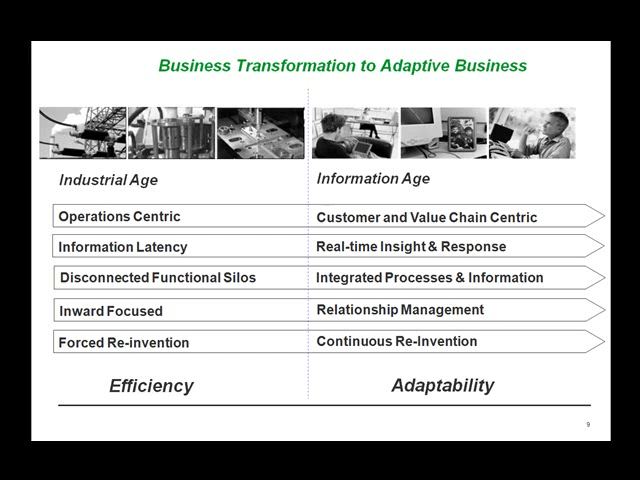 Business Transformation to Adaptive Business
Industrial Age
Information Age
Operations Centric
Customer and Value Chain Centric
Information Latency
Real-time Insight & Response
Disconnected Functional Silos
Integrated Processes & Information
Inward Focused
Relationship Management
Forced Re-invention
Continuous Re-Invention
Efficiency
Adaptability
9